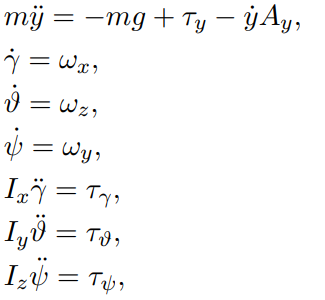 mÿ = −mg + τ_y − ẏA_y,
γ̇ = ω_x,
ϑ̇ = ω_z,
ψ̇ = ω_y,
I_xγ̈ = τ_γ,
I_yϑ̈ = τ_ϑ,
I_zψ̈ = τ_ψ,